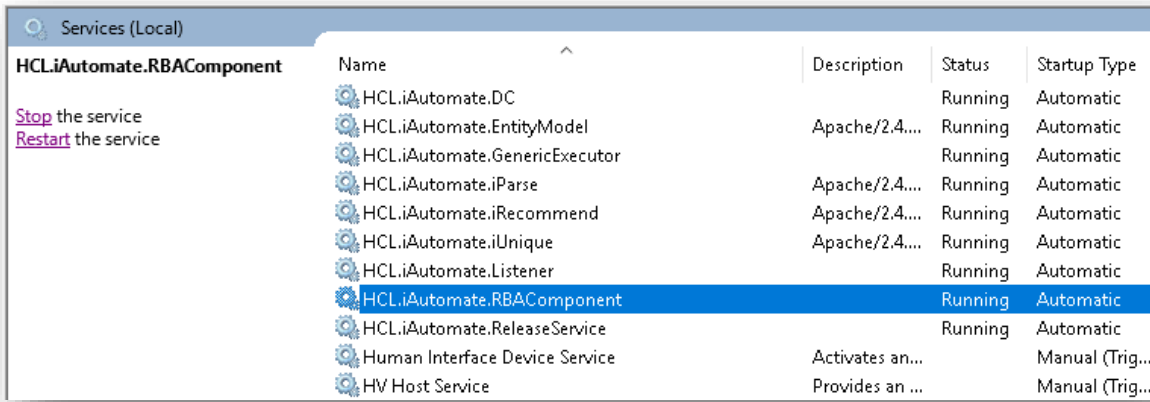 Services (Local)
HCL.iAutomate.RBAComponent
Stop the service
Restart the service
Name Description Status Startup Type
HCL.iAutomate.DC Running Automatic
HCL.iAutomate.EntityModel Apache/2.4.... Running Automatic
HCL.iAutomate.GenericExecutor Running Automatic
HCL.iAutomate.iParse Apache/2.4.... Running Automatic
HCL.iAutomate.iRecommend Apache/2.4.... Running Automatic
HCL.iAutomate.iUnique Apache/2.4.... Running Automatic
HCL.iAutomate.Listener Running Automatic
HCL.iAutomate.RBAComponent Running Automatic
HCL.iAutomate.ReleaseService Running Automatic
Human Interface Device Service Activates an... Manual (Trig...
HV Host Service Provides an ... Manual (Trig...